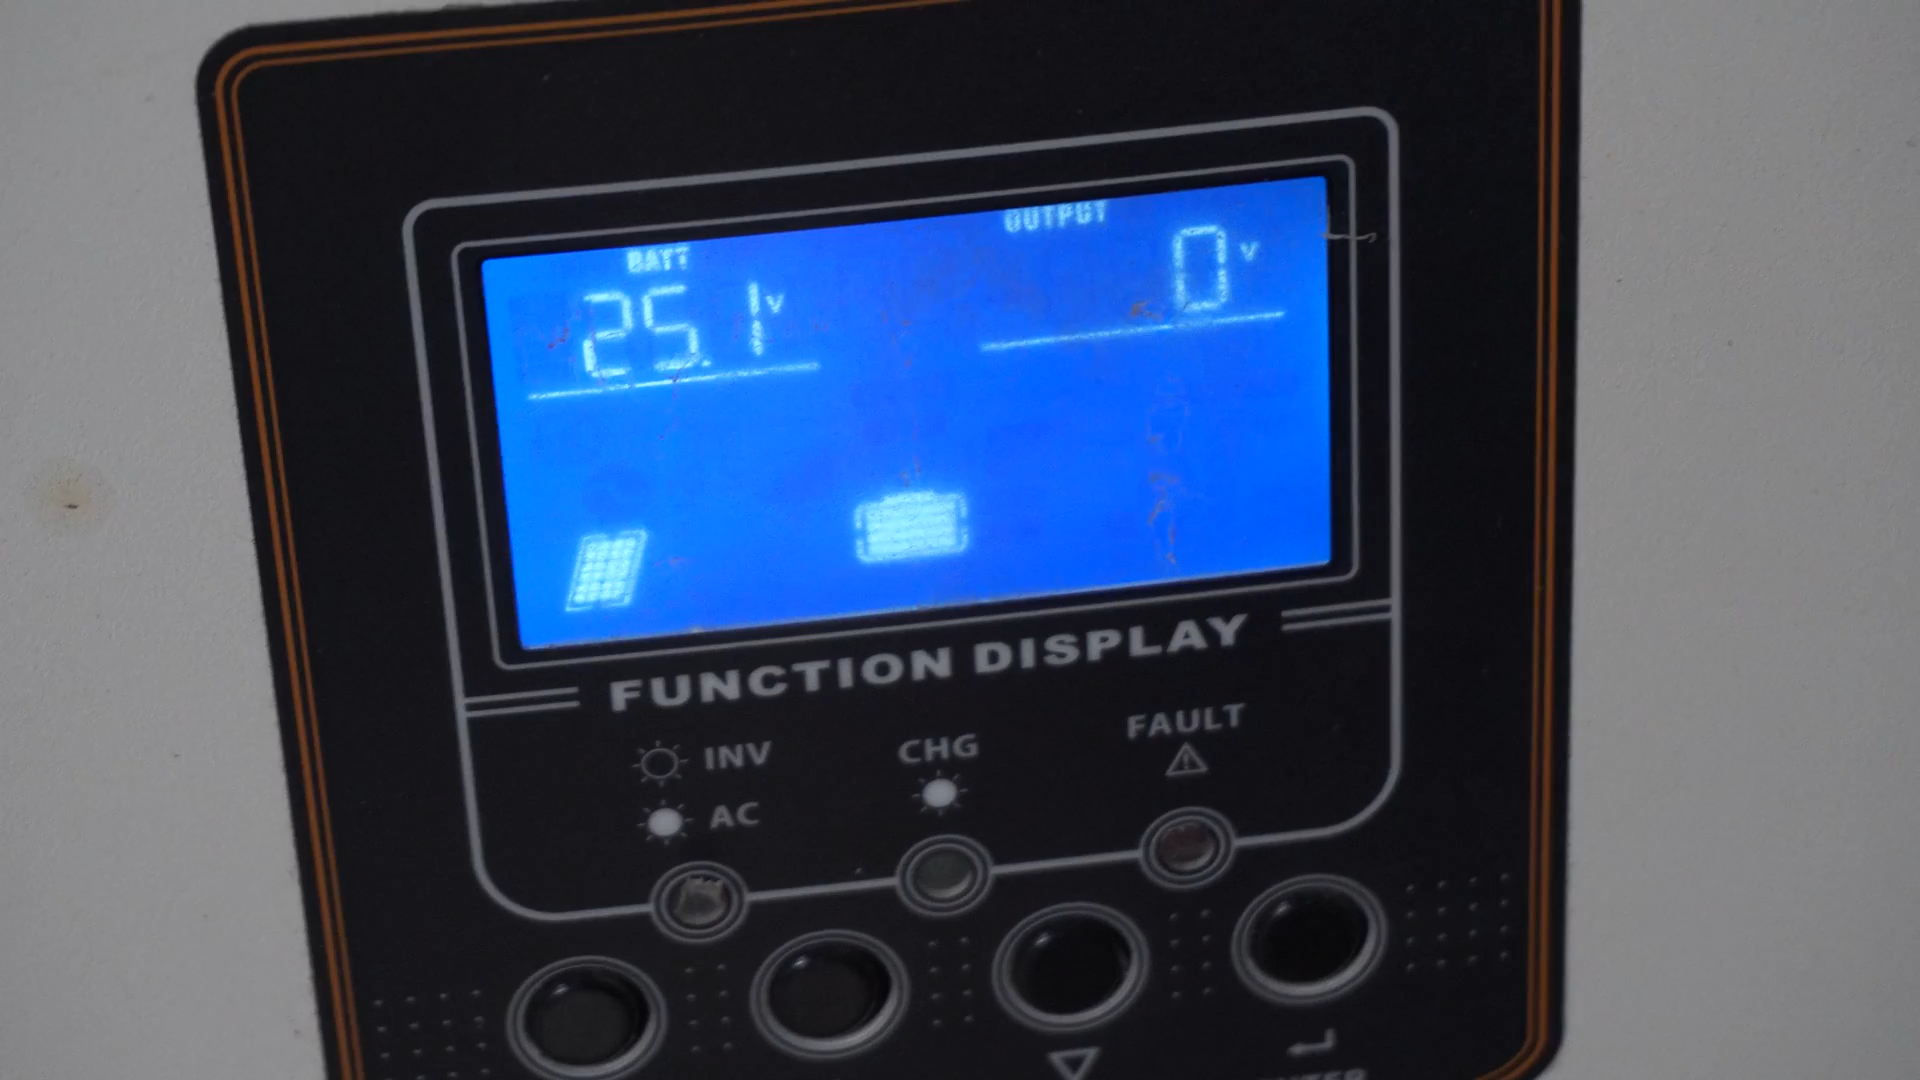 BATT
25.1V
OUTPUT
0V
FUNCTION DISPLAY
INV
AC
CHG
FAULT